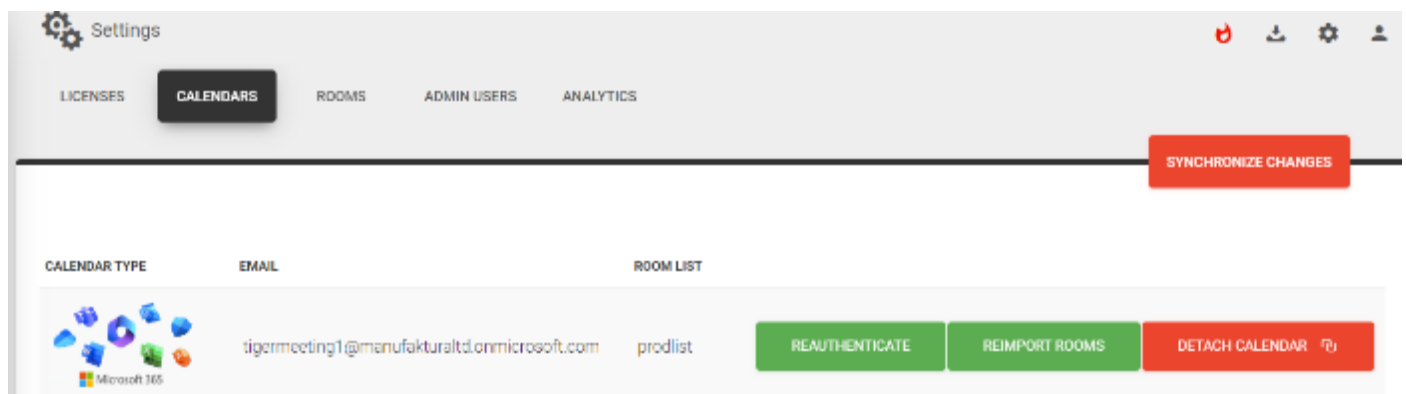 Settings
LICENSES CALENDARS ROOMS ADMIN USERS ANALYTICS
SYNCHRONIZE CHANGES
CALENDAR TYPE EMAIL ROOM LIST
tigermeeting1@manufakturaltd.onmicrosoft.com prodlist REAUTHENTICATE REIMPORT ROOMS DETACH CALENDAR
Microsoft 365